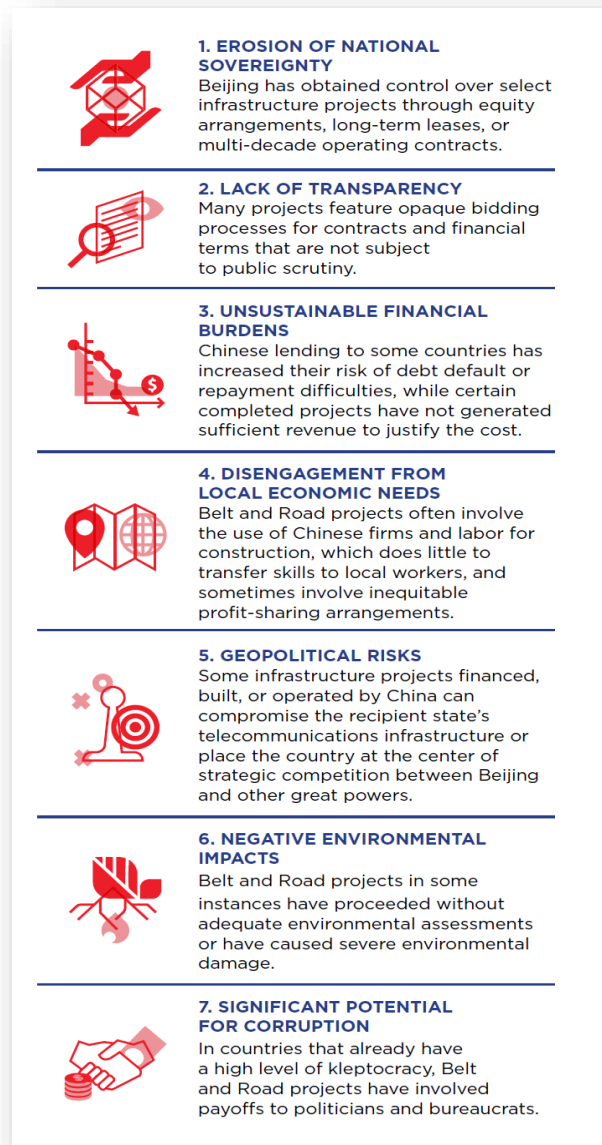 1. EROSION OF NATIONAL
SOVEREIGNTY
Beijing has obtained control over select
infrastructure projects through equity
arrangements, long-term leases, or
multi-decade operating contracts.
2. LACK OF TRANSPARENCY
Many projects feature opaque bidding
processes for contracts and financial
terms that are not subject
to public scrutiny.
3. UNSUSTAINABLE FINANCIAL
BURDENS
Chinese lending to some countries has
increased their risk of debt default or
repayment difficulties, while certain
completed projects have not generated
sufficient revenue to justify the cost.
$
4. DISENGAGEMENT FROM
LOCAL ECONOMIC NEEDS
Belt and Road projects often involve
the use of Chinese firms and labor for
construction, which does little to
transfer skills to local workers, and
sometimes involve inequitable
profit-sharing arrangements.
5. GEOPOLITICAL RISKS
Some infrastructure projects financed,
built, or operated by China can
compromise the recipient state's
telecommunications infrastructure or
place the country at the center of
strategic competition between Beijing
and other great powers.
6. NEGATIVE ENVIRONMENTAL
IMPACTS
Belt and Road projects in some
instances have proceeded without
adequate environmental assessments
or have caused severe environmental
damage.
7. SIGNIFICANT POTENTIAL
FOR CORRUPTION
In countries that already have
a high level of kleptocracy, Belt
and Road projects have involved
payoffs to politicians and bureaucrats.